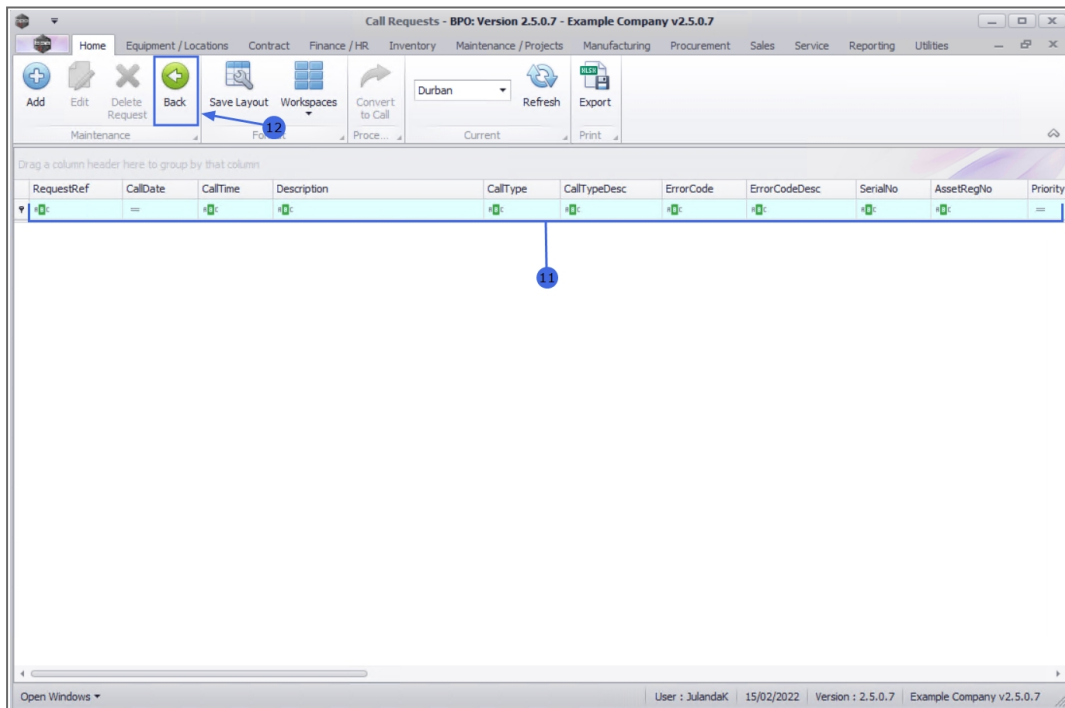 Call Requests - BPO: Version 2.5.0.7 - Example Company v2.5.0.7
Home Equipment / Locations Contract Finance / HR Inventory Maintenance / Projects Manufacturing Procurement Sales Service Reporting Utilities
Add Edit Delete Request Back Save Layout Workspaces Convert to Call Durban Refresh XLSX Export
12
Maintenance Proce... Current Print
Drag a column header here to group by that column
RequestRef CallDate CallTime Description CallType CallTypeDesc ErrorCode ErrorCodeDesc SerialNo AssetRegNo Priority
11
Open Windows User : JulandaK 15/02/2022 Version : 2.5.0.7 Example Company v2.5.0.7